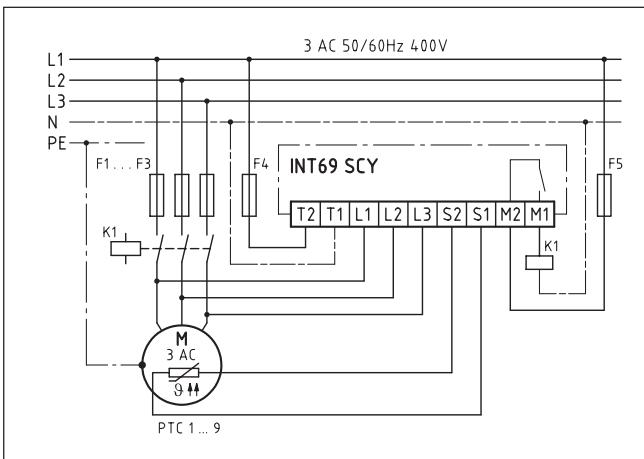 3 AC 50/60Hz 400V
L1
L2
L3
N
PE
F1...F3
F4
INT69 SCY
F5
T2 T1 L1 L2 L3 S2 S1 M2 M1
K1
K1
M
3 AC
ϑ
PTC 1...9